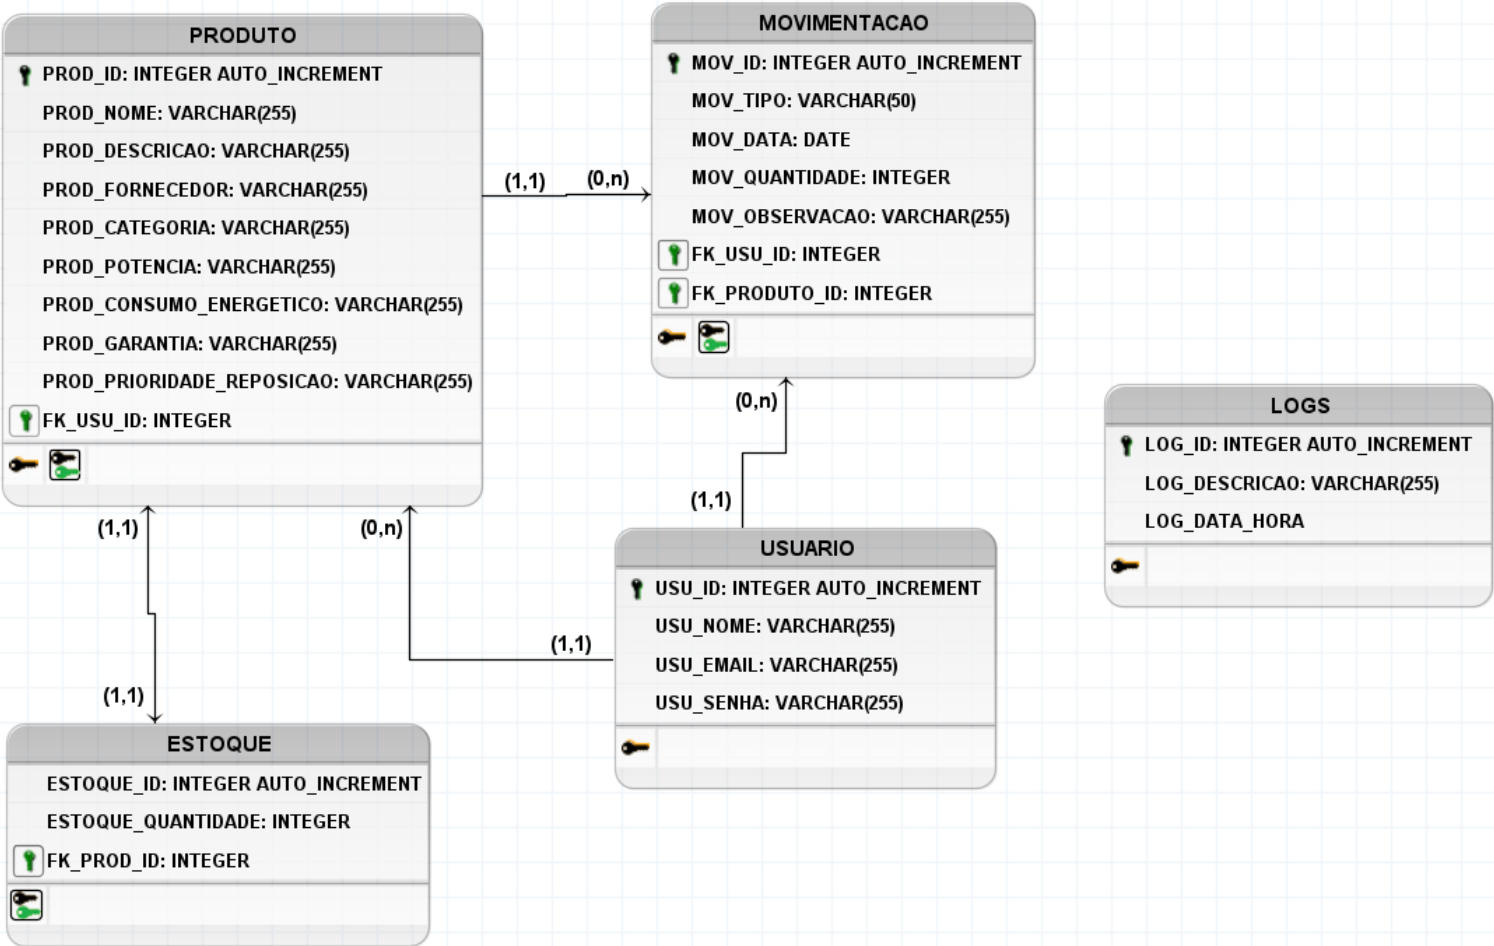 PRODUTO
PROD_ID: INTEGER AUTO_INCREMENT
PROD_NOME: VARCHAR(255)
PROD_DESCRICAO: VARCHAR(255)
PROD_FORNECEDOR: VARCHAR(255)
PROD_CATEGORIA: VARCHAR(255)
PROD_POTENCIA: VARCHAR(255)
PROD_CONSUMO_ENERGETICO: VARCHAR(255)
PROD_GARANTIA: VARCHAR(255)
PROD_PRIORIDADE_REPOSICAO: VARCHAR(255)
FK_USU_ID: INTEGER
(1,1)
(0,n)
MOVIMENTACAO
MOV_ID: INTEGER AUTO_INCREMENT
MOV_TIPO: VARCHAR(50)
MOV_DATA: DATE
MOV_QUANTIDADE: INTEGER
MOV_OBSERVACAO: VARCHAR(255)
FK_USU_ID: INTEGER
FK_PRODUTO_ID: INTEGER
(0,n)
(1,1)
LOGS
LOG_ID: INTEGER AUTO_INCREMENT
LOG_DESCRICAO: VARCHAR(255)
LOG_DATA_HORA
(1,1)
(0,n)
(1,1)
(1,1)
USUARIO
USU_ID: INTEGER AUTO_INCREMENT
USU_NOME: VARCHAR(255)
USU_EMAIL: VARCHAR(255)
USU_SENHA: VARCHAR(255)
ESTOQUE
ESTOQUE_ID: INTEGER AUTO_INCREMENT
ESTOQUE_QUANTIDADE: INTEGER
FK_PROD_ID: INTEGER